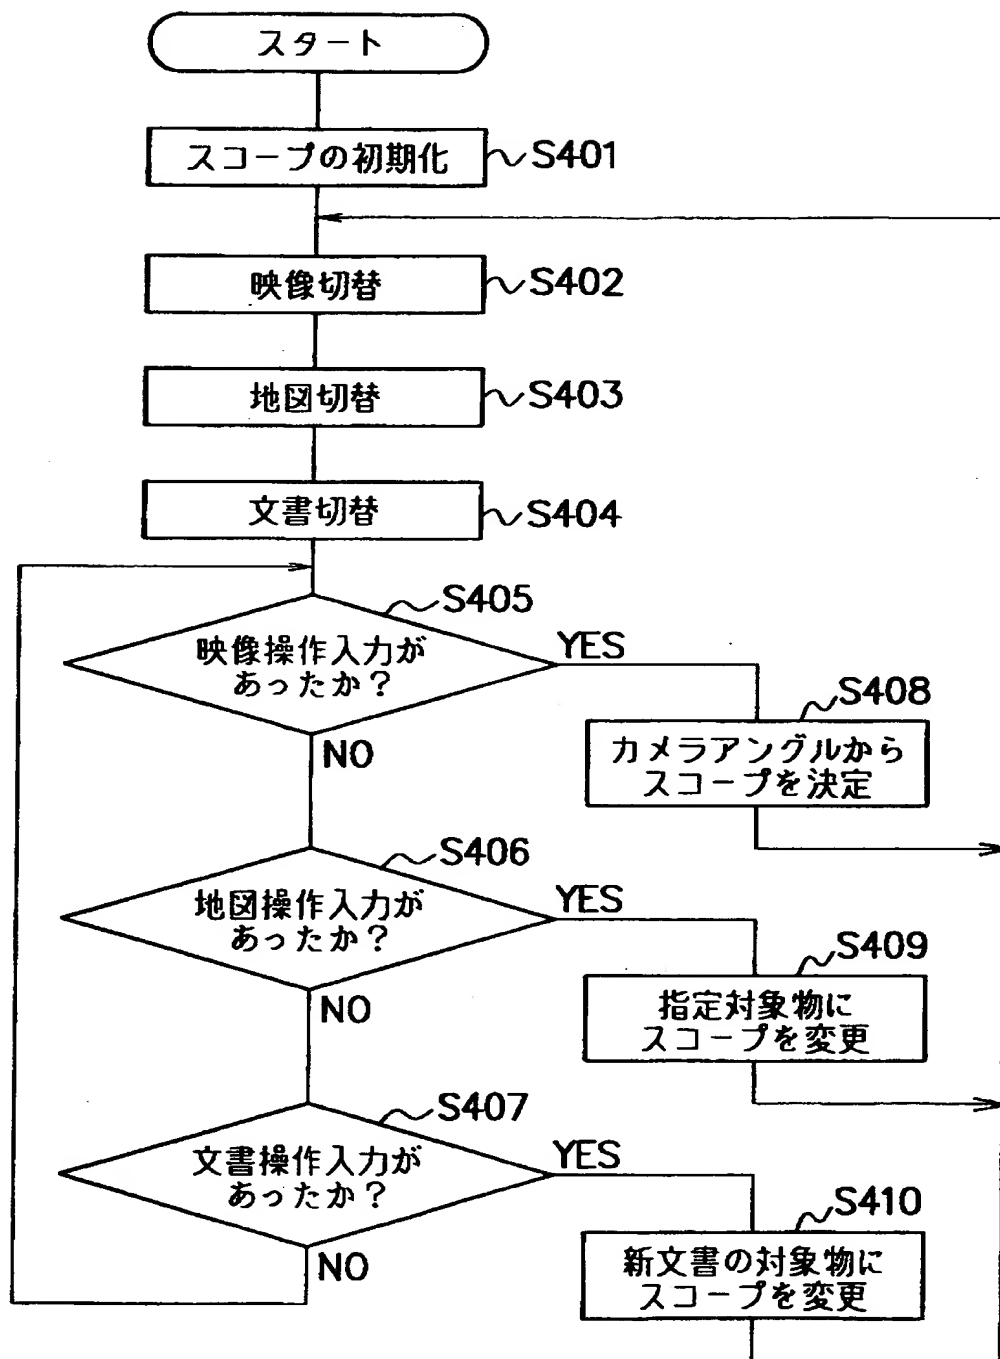 スタート
スコープの初期化
S401
映像切替
S402
地図切替
S403
文書切替
S404
S405
映像操作入力が
あったか?
YES
NO
S408
カメラアングルから
スコープを決定
S406
地図操作入力が
あったか?
YES
NO
S409
指定対象物に
スコープを変更
S407
文書操作入力が
あったか?
YES
NO
S410
新文書の対象物に
スコープを変更